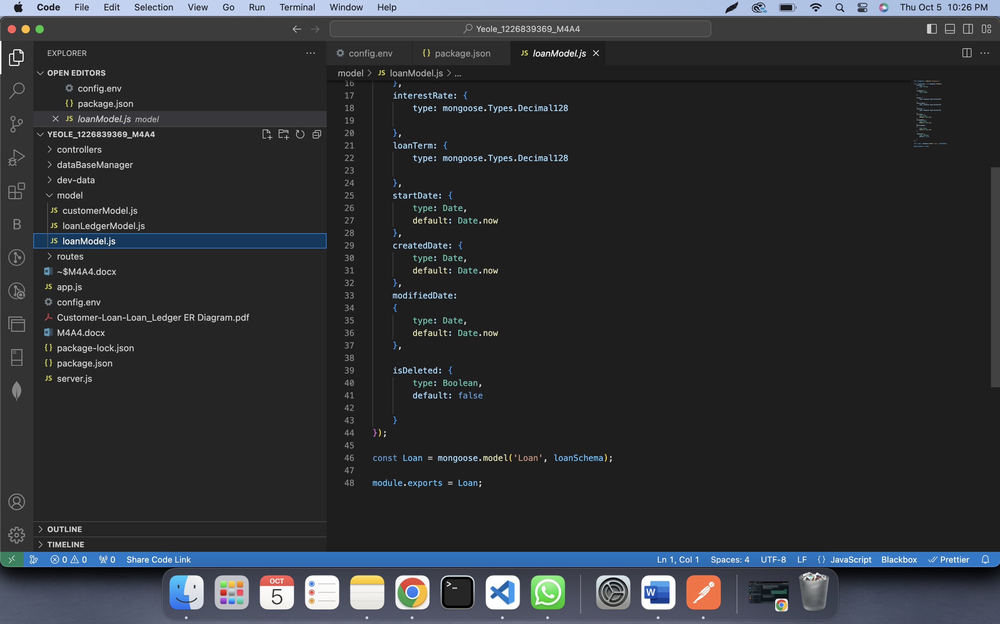 Code File Edit Selection View Go Run Terminal Window Help Thu Oct 5 10:26 PM
Yeole_1226839369_M4A4
EXPLORER
OPEN EDITORS
config.env
package.json
JS loanModel.js model
YEOLE_1226839369_M4A4
controllers
dataBaseManager
dev-data
model
JS customerModel.js
JS loanLedgerModel.js
JS loanModel.js
routes
~$M4A4.docx
JS app.js
config.env
Customer-Loan-Loan_Ledger ER Diagram.pdf
M4A4.docx
package-lock.json
package.json
JS server.js
OUTLINE
TIMELINE
config.env {} package.json JS loanModel.js
model > JS loanModel.js > ...
16 },
17 interestRate: {
18 type: mongoose.Types.Decimal128
19
20 },
21 loanTerm: {
22 type: mongoose.Types.Decimal128
23
24 },
25 startDate: {
26 type: Date,
27 default: Date.now
28 },
29 createdDate: {
30 type: Date,
31 default: Date.now
32 },
33 modifiedDate:
34 {
35 type: Date,
36 default: Date.now
37 },
38
39 isDeleted: {
40 type: Boolean,
41 default: false
42
43 }
44 });
45
46 const Loan = mongoose.model('Loan', loanSchema);
47
48 module.exports = Loan;
0 0 0 Share Code Link Ln 1, Col 1 Spaces: 4 UTF-8 LF {} JavaScript Blackbox Prettier
OCT
5
>_
W